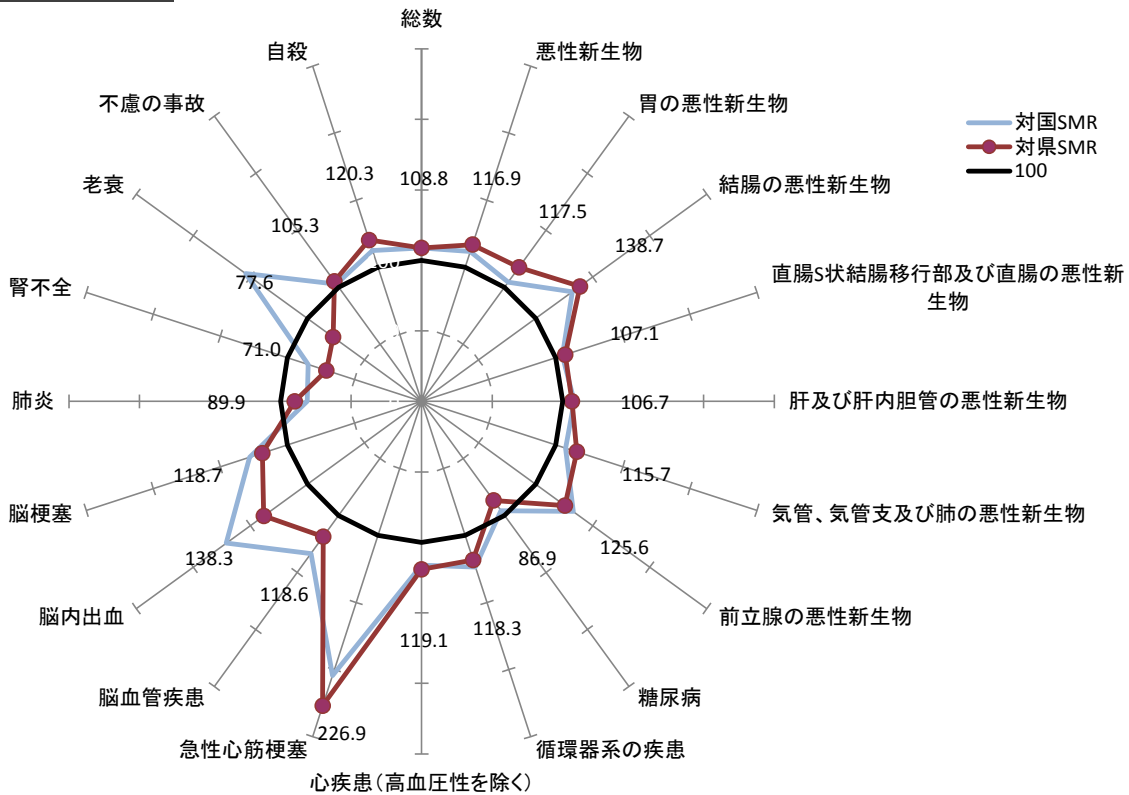 総数
自殺
悪性新生物
不慮の事故
胃の悪性新生物
対国SMR
対県SMR
100
120.3
108.8
116.9
老衰
結腸の悪性新生物
105.3
117.5
138.7
100
77.6
腎不全
直腸S状結腸移行部及び直腸の悪性新
生物
71.0
107.1
肺炎
89.9
106.7
肝及び肝内胆管の悪性新生物
118.7
115.7
脳梗塞
気管、気管支及び肺の悪性新生物
138.3
125.6
118.6
86.9
脳内出血
前立腺の悪性新生物
119.1
118.3
脳血管疾患
糖尿病
226.9
急性心筋梗塞
循環器系の疾患
心疾患(高血圧性を除く)